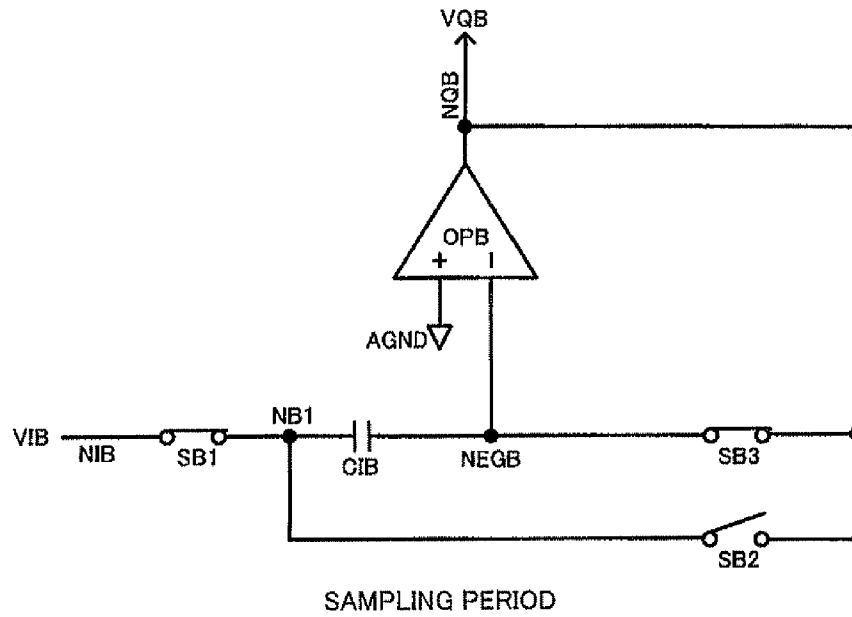 VQB
NQB
OPB
+ −
AGND
NB1
VIB
NIB
SB1
CIB
NEGB
SB3
SB2
SAMPLING PERIOD